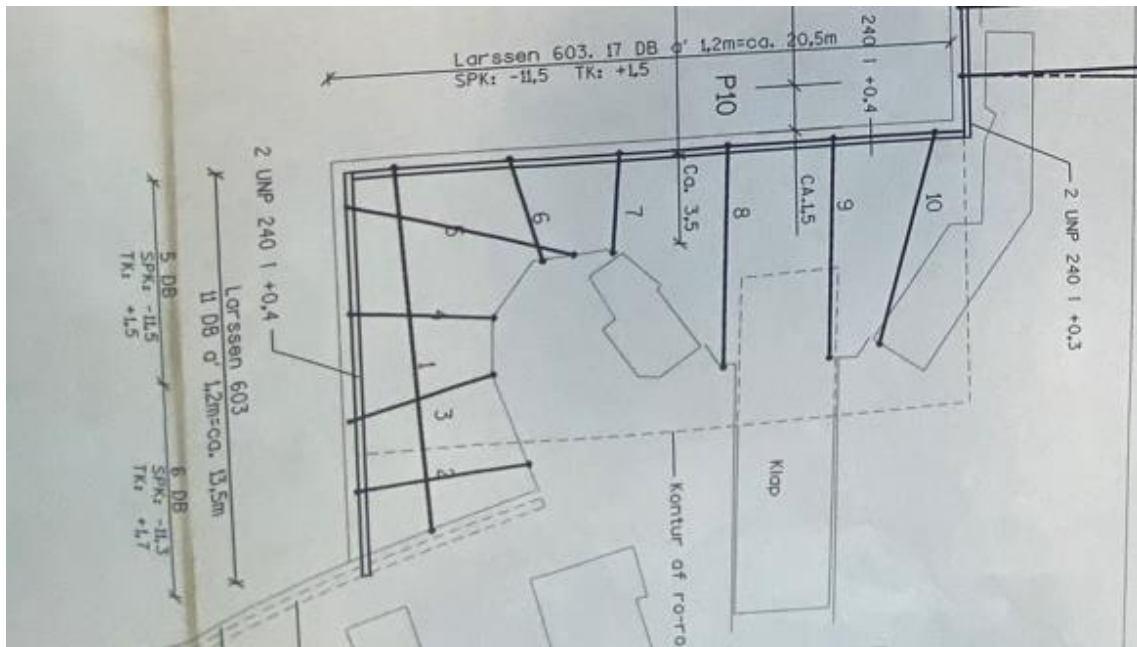 Larssen 603. 17 DB a' 1,2m=ca. 20,5m
SPK: -11,5 TK: +1,5
P10
240 1 +0,4
CA.1,5
Ca. 3,5
2 UNP 240 1 +0,3
2 UNP 240 1 +0,4
10
9
8
7
6
5
4
1
3
2
Larssen 603
11 DB a' 1,2m=ca. 13,5m
5 DB
SPK: -11,5
TK: +1,5
6 DB
SPK: -11,3
TK: +1,7
Klap
Kontur af ro-ro